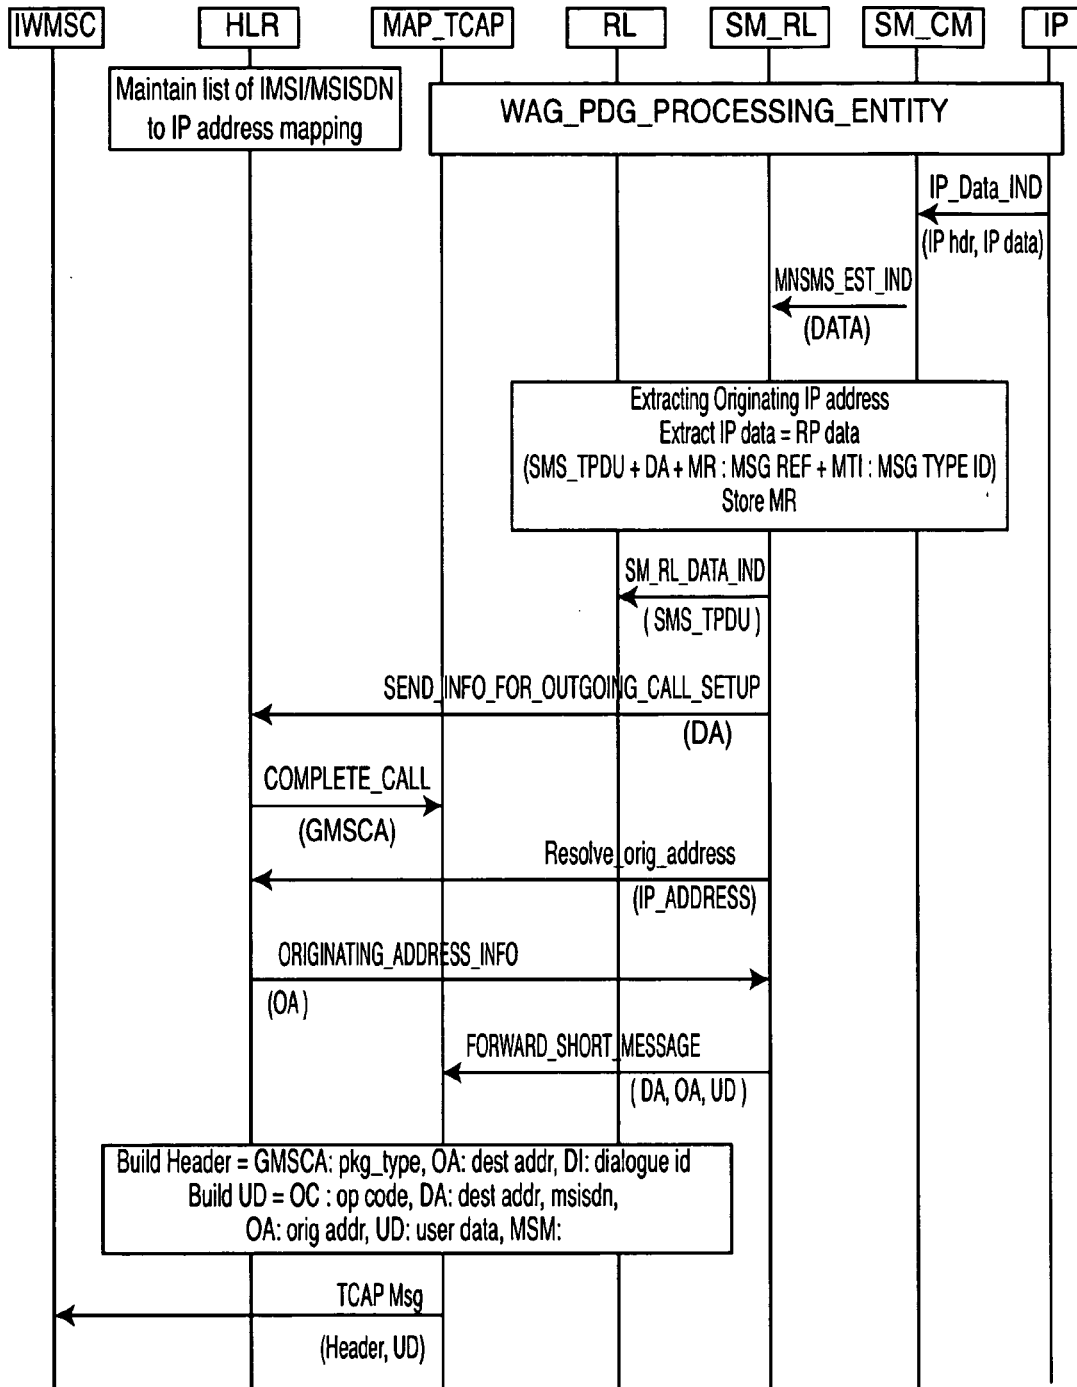 IWMSC HLR MAP_TCAP RL SM_RL SM_CM IP
Maintain list of IMSI/MSISDN
to IP address mapping
WAG_PDG_PROCESSING_ENTITY
IP_Data_IND
(IP hdr, IP data)
MNSMS_EST_IND
(DATA)
Extracting Originating IP address
Extract IP data = RP data
(SMS_TPDU + DA + MR : MSG REF + MTI : MSG TYPE ID)
Store MR
SM_RL_DATA_IND
( SMS_TPDU )
SEND_INFO_FOR_OUTGOING_CALL_SETUP
(DA)
COMPLETE_CALL
(GMSCA)
Resolve_orig_address
(IP_ADDRESS)
ORIGINATING_ADDRESS_INFO
(OA )
FORWARD_SHORT_MESSAGE
( DA, OA, UD )
Build Header = GMSCA: pkg_type, OA: dest addr, DI: dialogue id
Build UD = OC : op code, DA: dest addr, msisdn,
OA: orig addr, UD: user data, MSM:
TCAP Msg
(Header, UD)